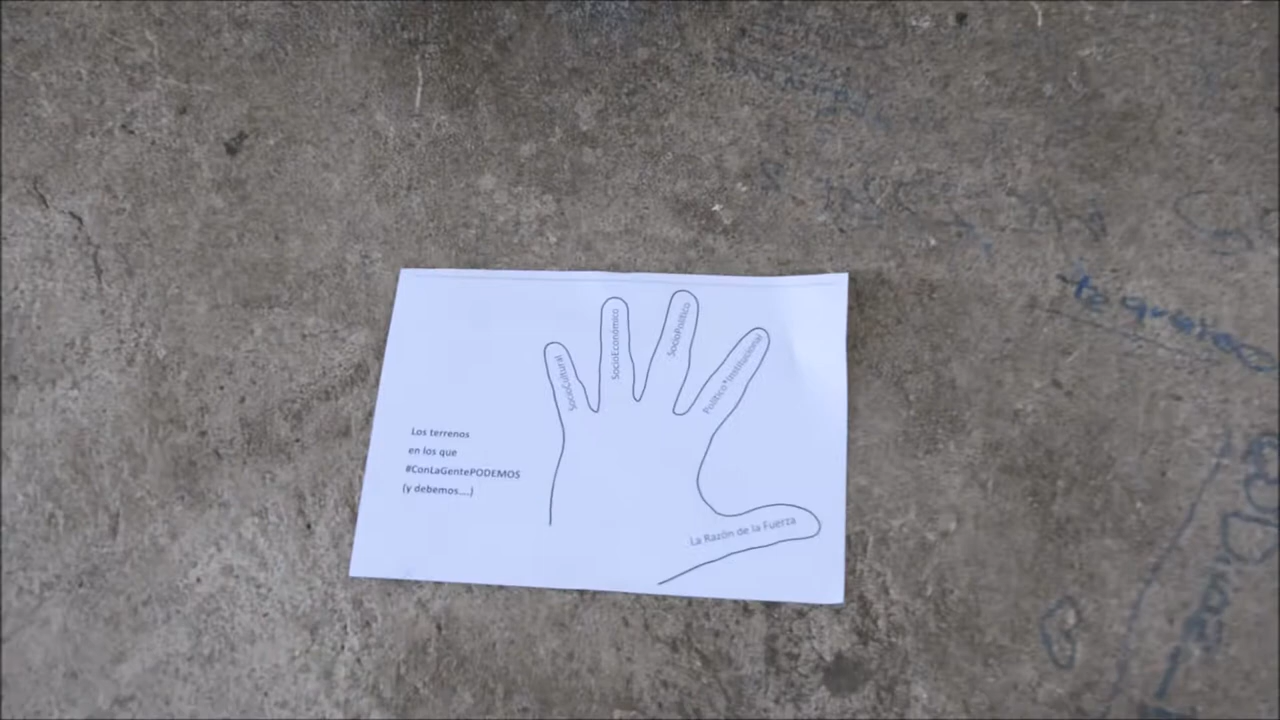 SocioCultural
SocioEconómico
SocioPolítico
Político*Institucional
La Razón de la Fuerza
Los terrenos
en los que
#ConLaGentePODEMOS
(y debemos....)
te quiero